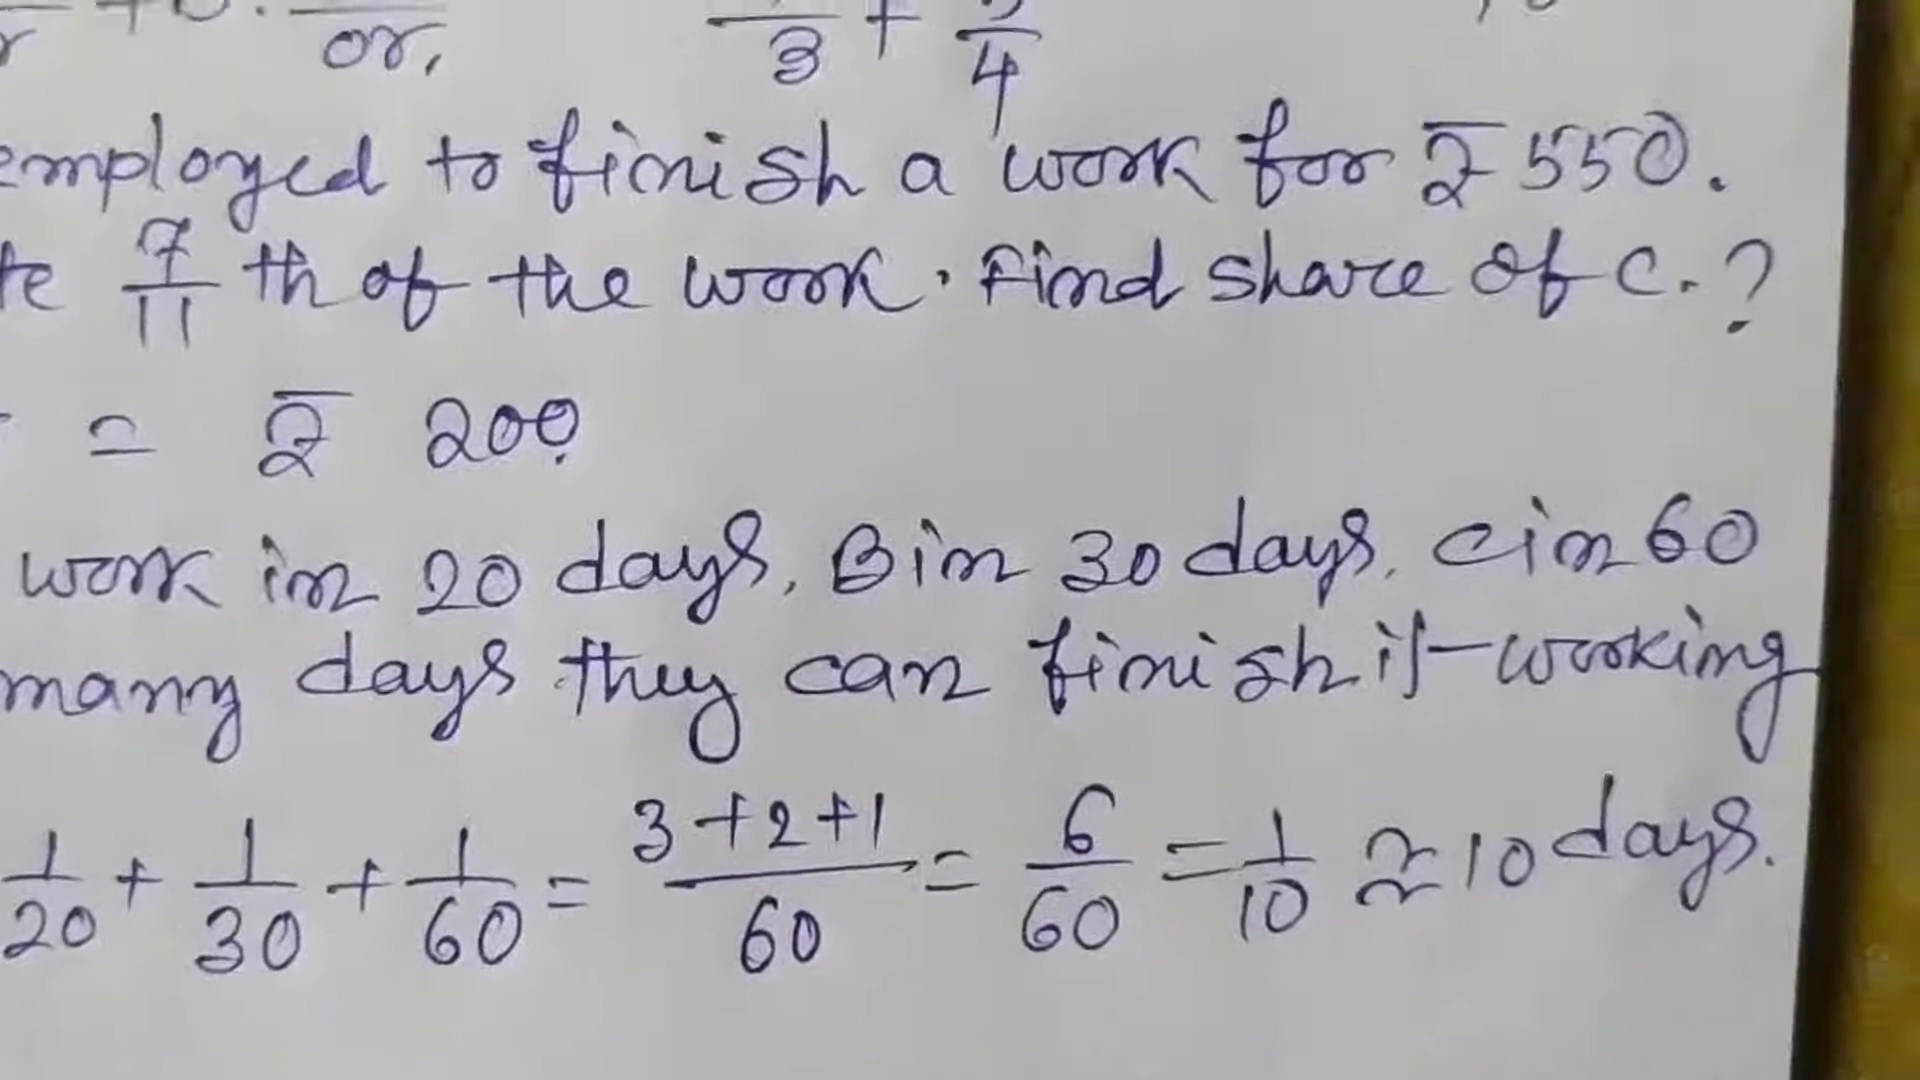 or, 3 + 4
employed to finish a work for ₹ 550.
te 7/11 th of the work. Find share of C.?
= ₹ 200.
work in 20 days, B in 30 days, C in 60
many days they can finish if working
1/20 + 1/30 + 1/60 = 3+2+1/60 = 6/60 = 1/10 ≈ 10 days.